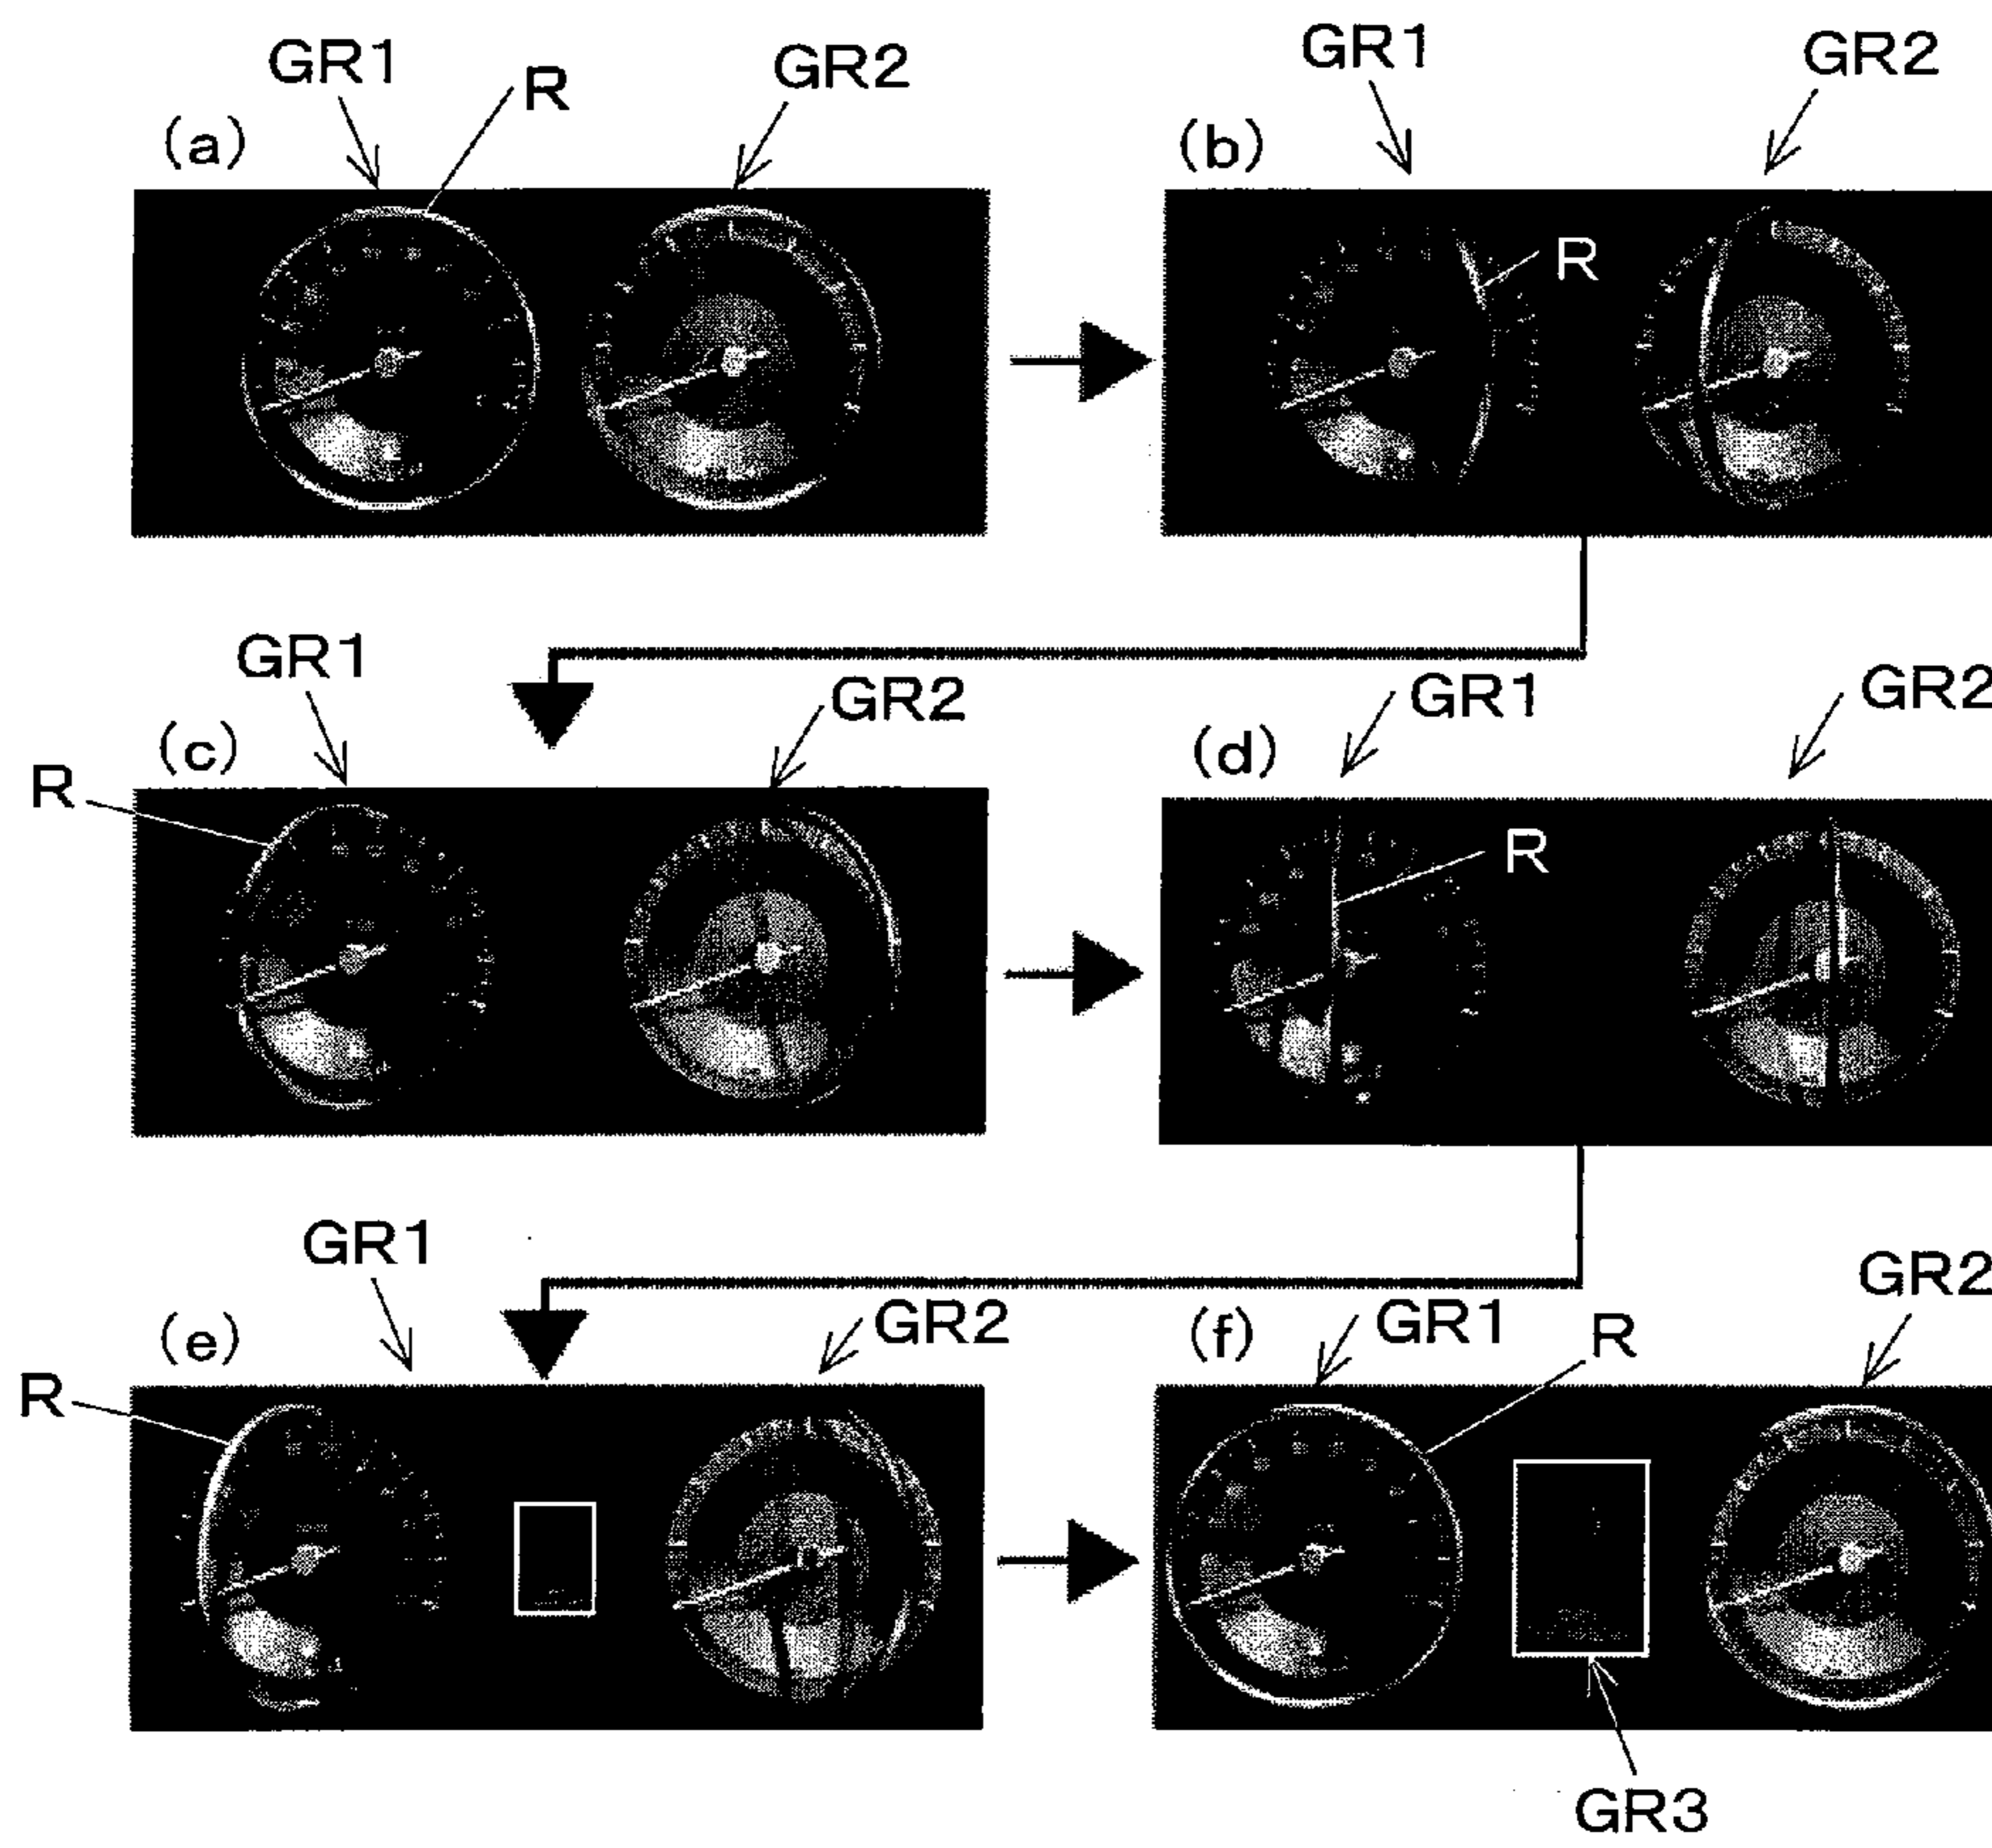 (a) GR1 R GR2
(b) GR1 GR2
R
(c) GR1 GR2
R
(d) GR1 GR2
R
(e) GR1 GR2
R
(f) GR1 R GR2
GR3